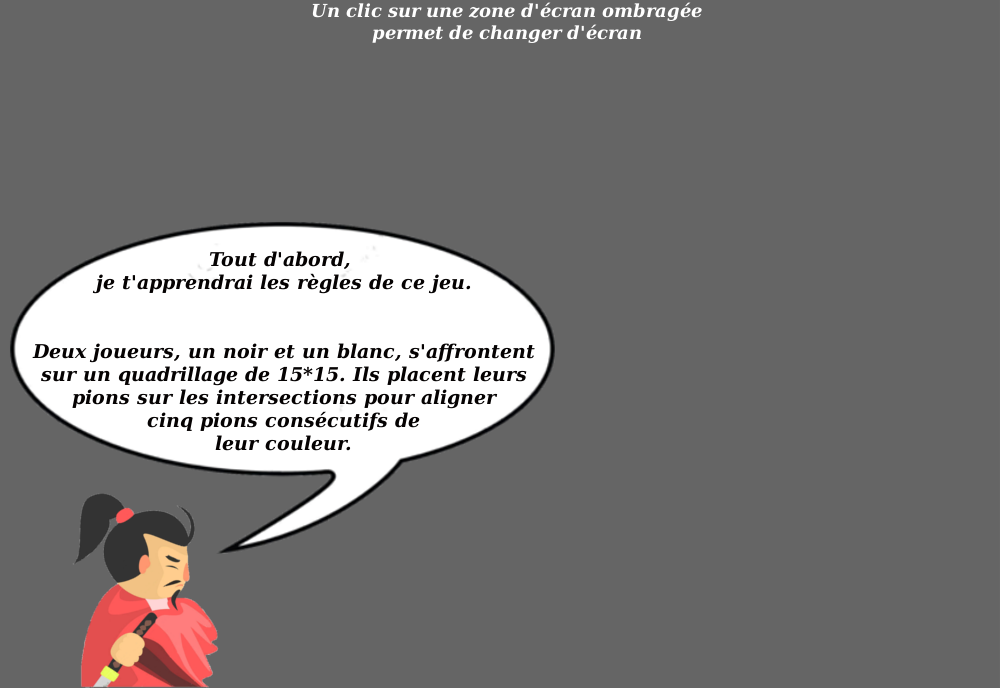 Un clic sur une zone d'écran ombragée
permet de changer d'écran
Tout d'abord,
je t'apprendrai les règles de ce jeu.
Deux joueurs, un noir et un blanc, s'affrontent
sur un quadrillage de 15*15. Ils placent leurs
pions sur les intersections pour aligner
cinq pions consécutifs de
leur couleur.